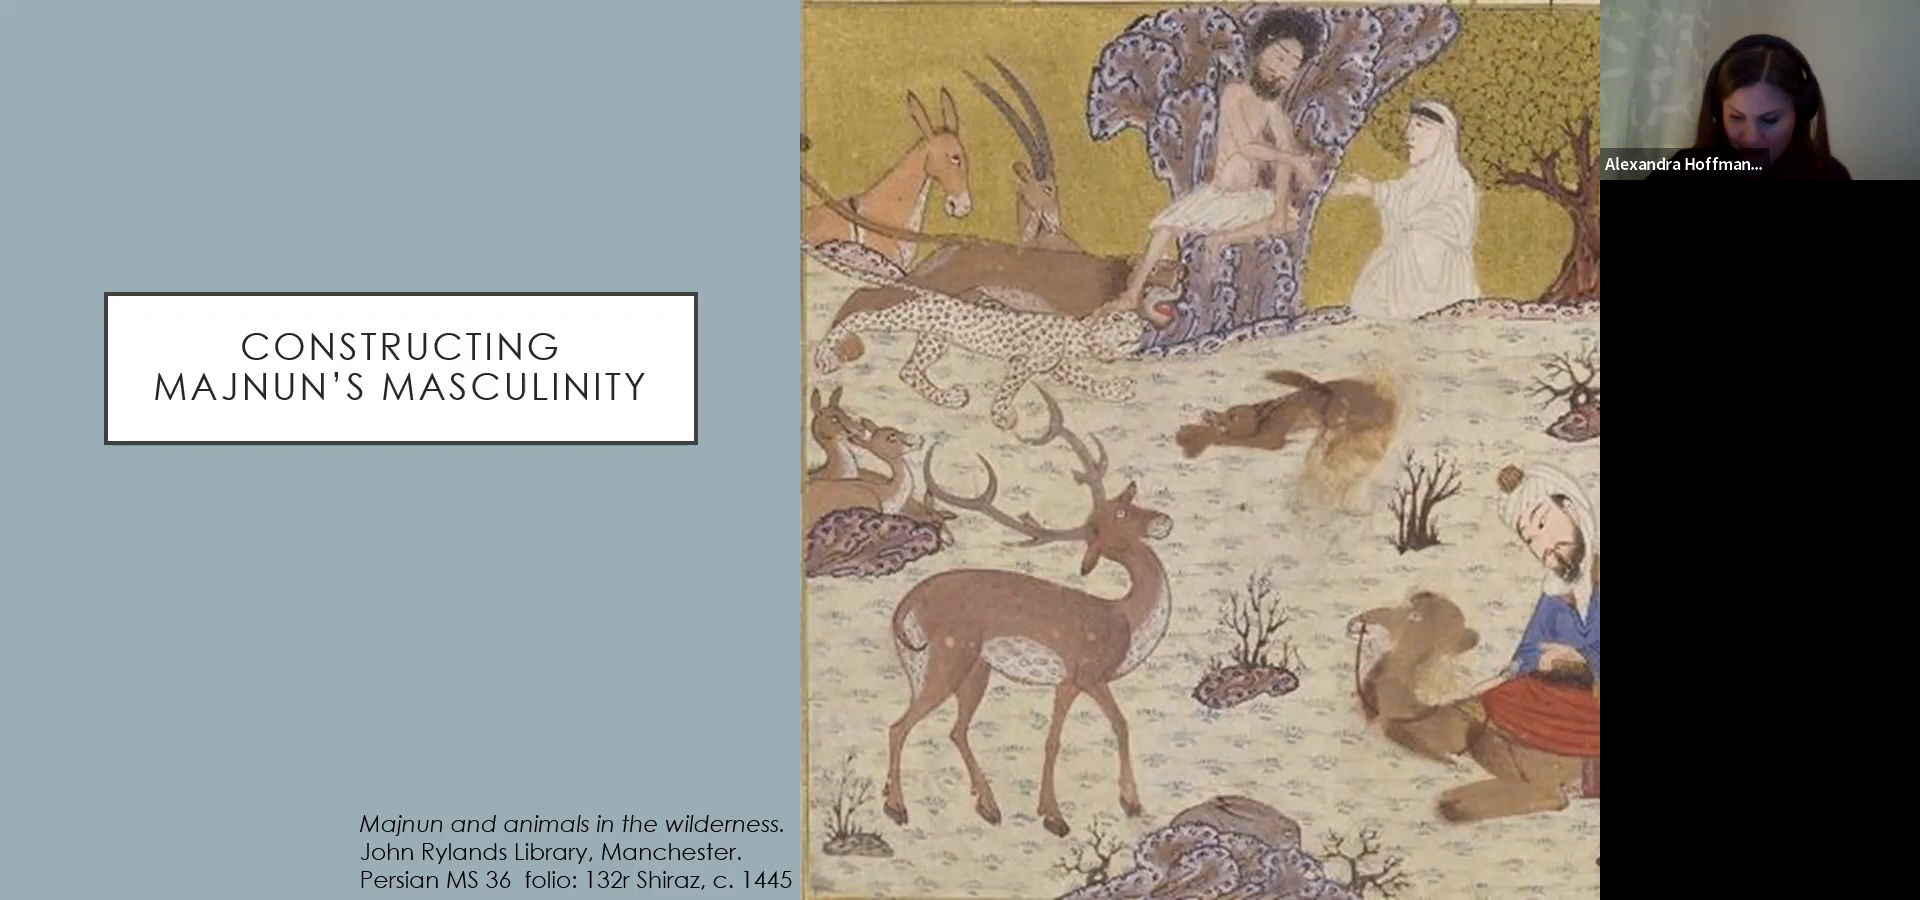 CONSTRUCTING
MAJNUN’S MASCULINITY
Majnun and animals in the wilderness.
John Rylands Library, Manchester.
Persian MS 36 folio: 132r Shiraz, c. 1445
Alexandra Hoffman...